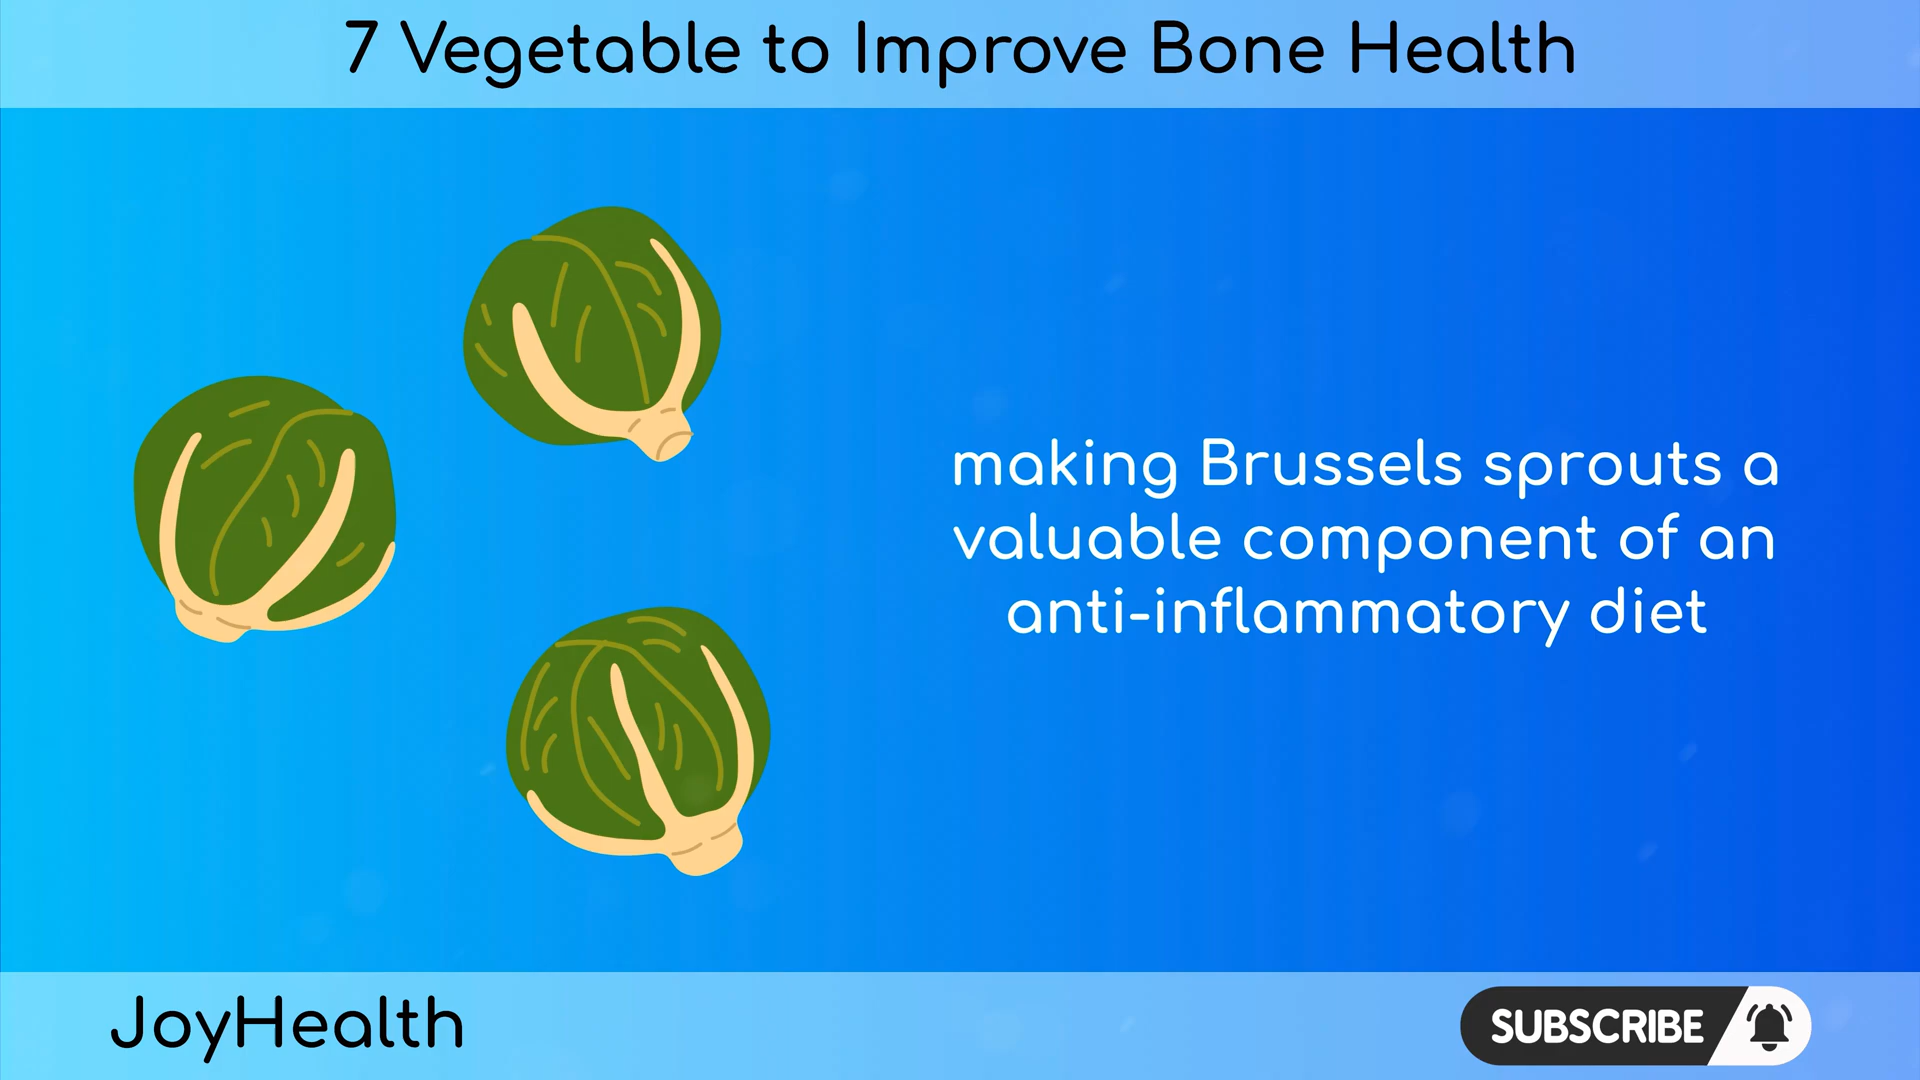 7 Vegetable to Improve Bone Health
making Brussels sprouts a
valuable component of an
anti-inflammatory diet
JoyHealth
SUBSCRIBE